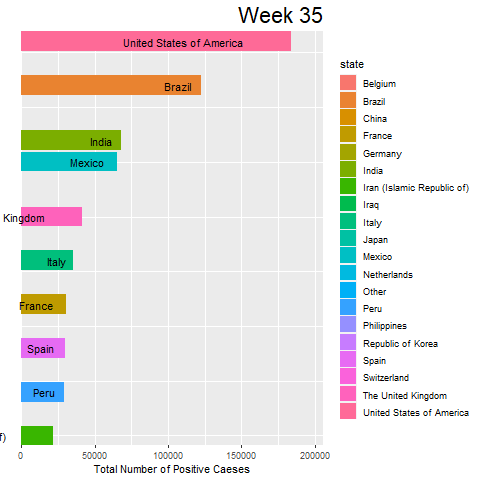 Week 35
United States of America
Brazil
India
Mexico
Kingdom
Italy
France
Spain
Peru
f)
0
50000
100000
150000
200000
Total Number of Positive Caeses
state
Belgium
Brazil
China
France
Germany
India
Iran (Islamic Republic of)
Iraq
Italy
Japan
Mexico
Netherlands
Other
Peru
Philippines
Republic of Korea
Spain
Switzerland
The United Kingdom
United States of America